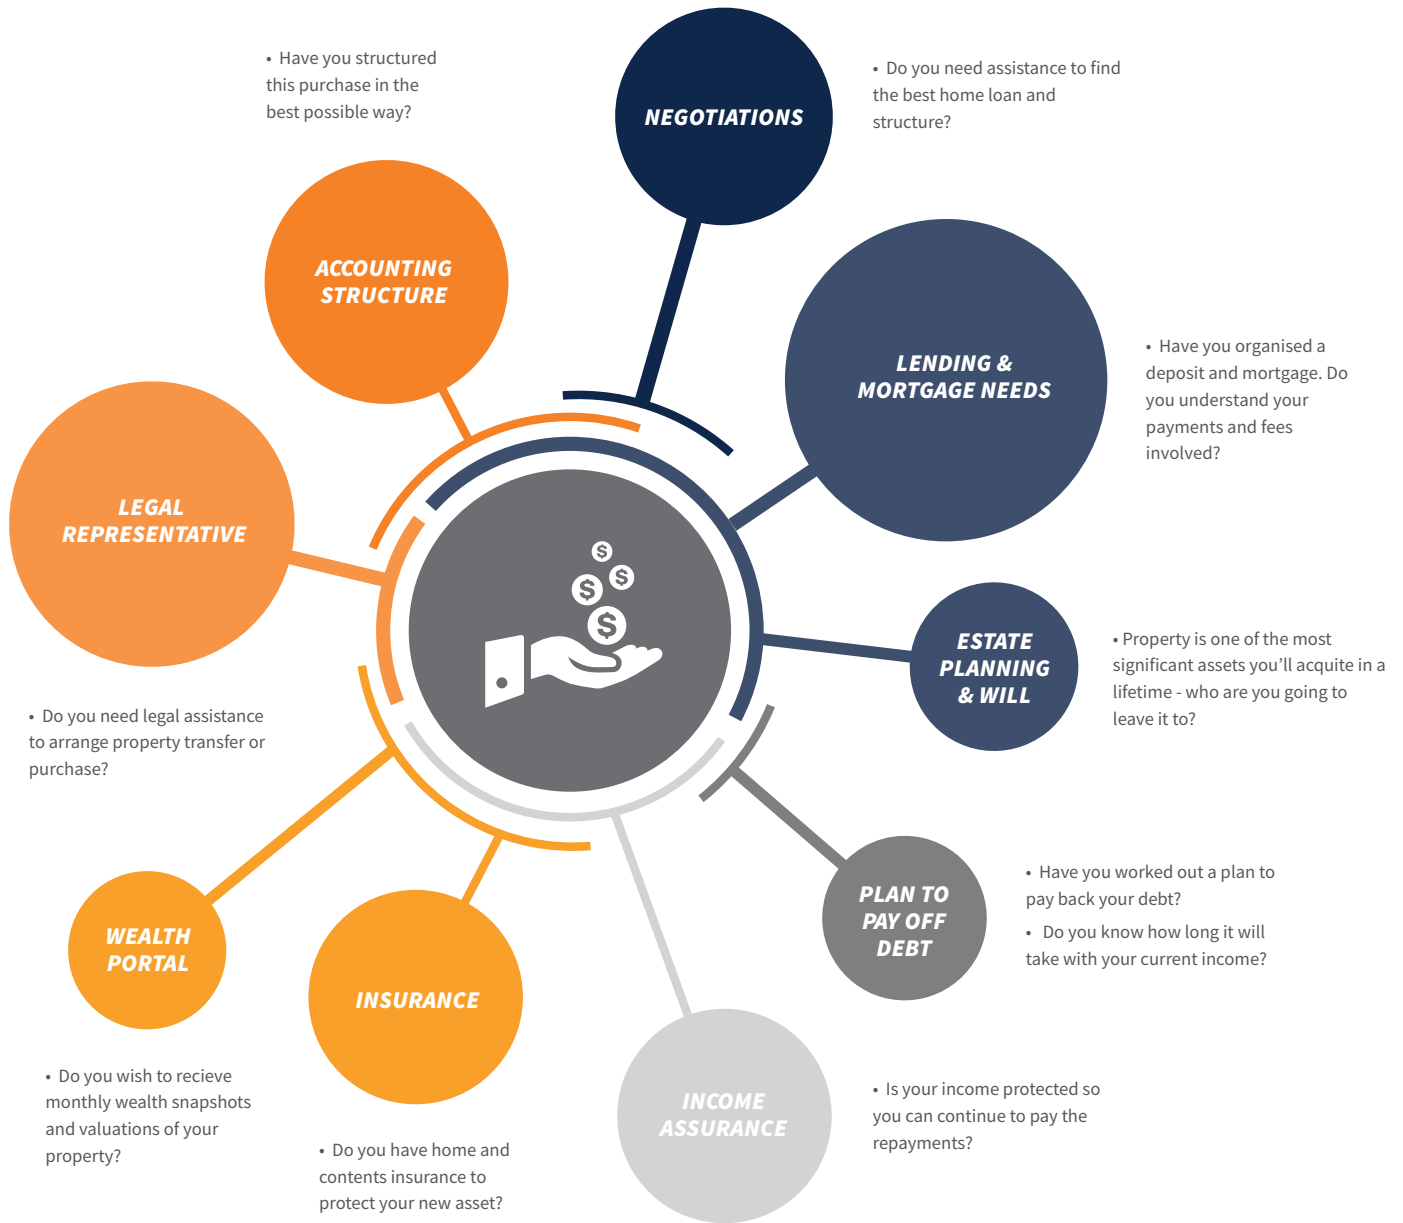 • Have you structured
this purchase in the
best possible way?
NEGOTIATIONS
• Do you need assistance to find
the best home loan and
structure?
ACCOUNTING
STRUCTURE
LENDING &
MORTGAGE NEEDS
• Have you organised a
deposit and mortgage. Do
you understand your
payments and fees
involved?
LEGAL
REPRESENTATIVE
• Do you need legal assistance
to arrange property transfer or
purchase?
$
$
$
$
ESTATE
PLANNING
& WILL
• Property is one of the most
significant assets you’ll acquite in a
lifetime - who are you going to
leave it to?
PLAN TO
PAY OFF
DEBT
• Have you worked out a plan to
pay back your debt?
• Do you know how long it will
take with your current income?
WEALTH
PORTAL
• Do you wish to recieve
monthly wealth snapshots
and valuations of your
property?
INSURANCE
• Do you have home and
contents insurance to
protect your new asset?
INCOME
ASSURANCE
• Is your income protected so
you can continue to pay the
repayments?